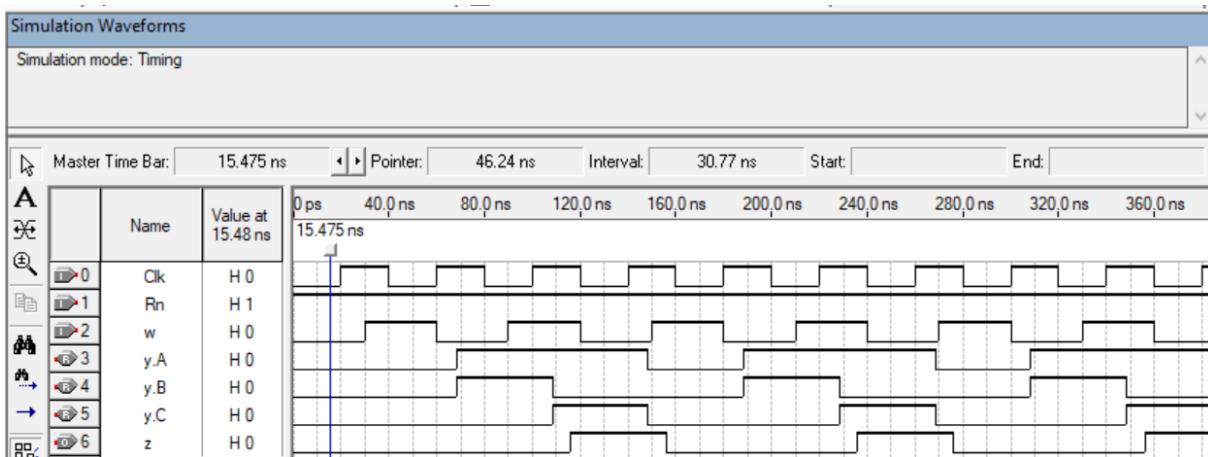 Simulation Waveforms
Simulation mode: Timing
Master Time Bar: 15.475 ns Pointer: 46.24 ns Interval: 30.77 ns Start: End:
Name Value at 15.48 ns
0 ps 40.0 ns 80.0 ns 120.0 ns 160.0 ns 200.0 ns 240.0 ns 280.0 ns 320.0 ns 360.0 ns
15.475 ns
0 Clk H 0
1 Rn H 1
2 w H 0
3 y.A H 0
4 y.B H 0
5 y.C H 0
6 z H 0